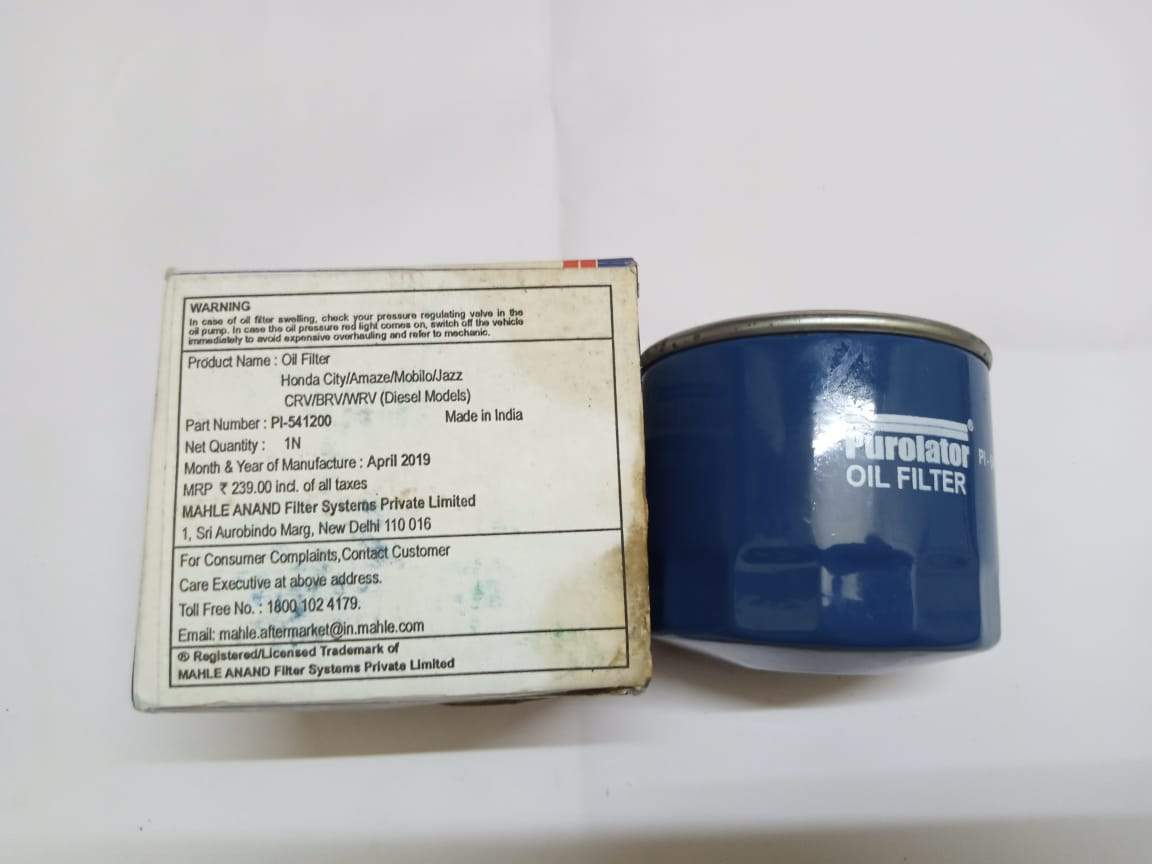 WARNING
In case of oil filter swelling, check your pressure regulating valve in the
oil pump. In case the oil pressure red light comes on, switch off the vehicle
immediately to avoid expensive overhauling and refer to mechanic.
Product Name : Oil Filter
Honda City/Amaze/Mobilo/Jazz
CRV/BRV/WRV (Diesel Models)
Part Number : PI-541200 Made in India
Net Quantity : 1N
Month & Year of Manufacture : April 2019
MRP ₹ 239.00 incl. of all taxes
MAHLE ANAND Filter Systems Private Limited
1, Sri Aurobindo Marg, New Delhi 110 016
For Consumer Complaints,Contact Customer
Care Executive at above address.
Toll Free No. : 1800 102 4179.
Email: mahle.aftermarket@in.mahle.com
® Registered/Licensed Trademark of
MAHLE ANAND Filter Systems Private Limited
Purolator®
OIL FILTER